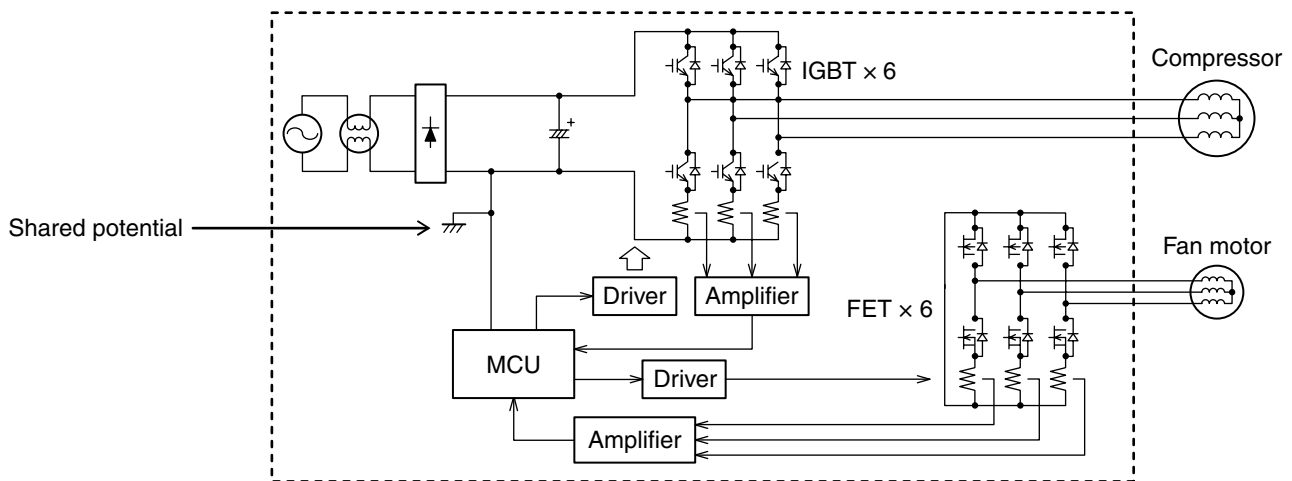 Compressor
IGBT × 6
+
Shared potential
Fan motor
Driver
Amplifier
FET × 6
MCU
Driver
Amplifier